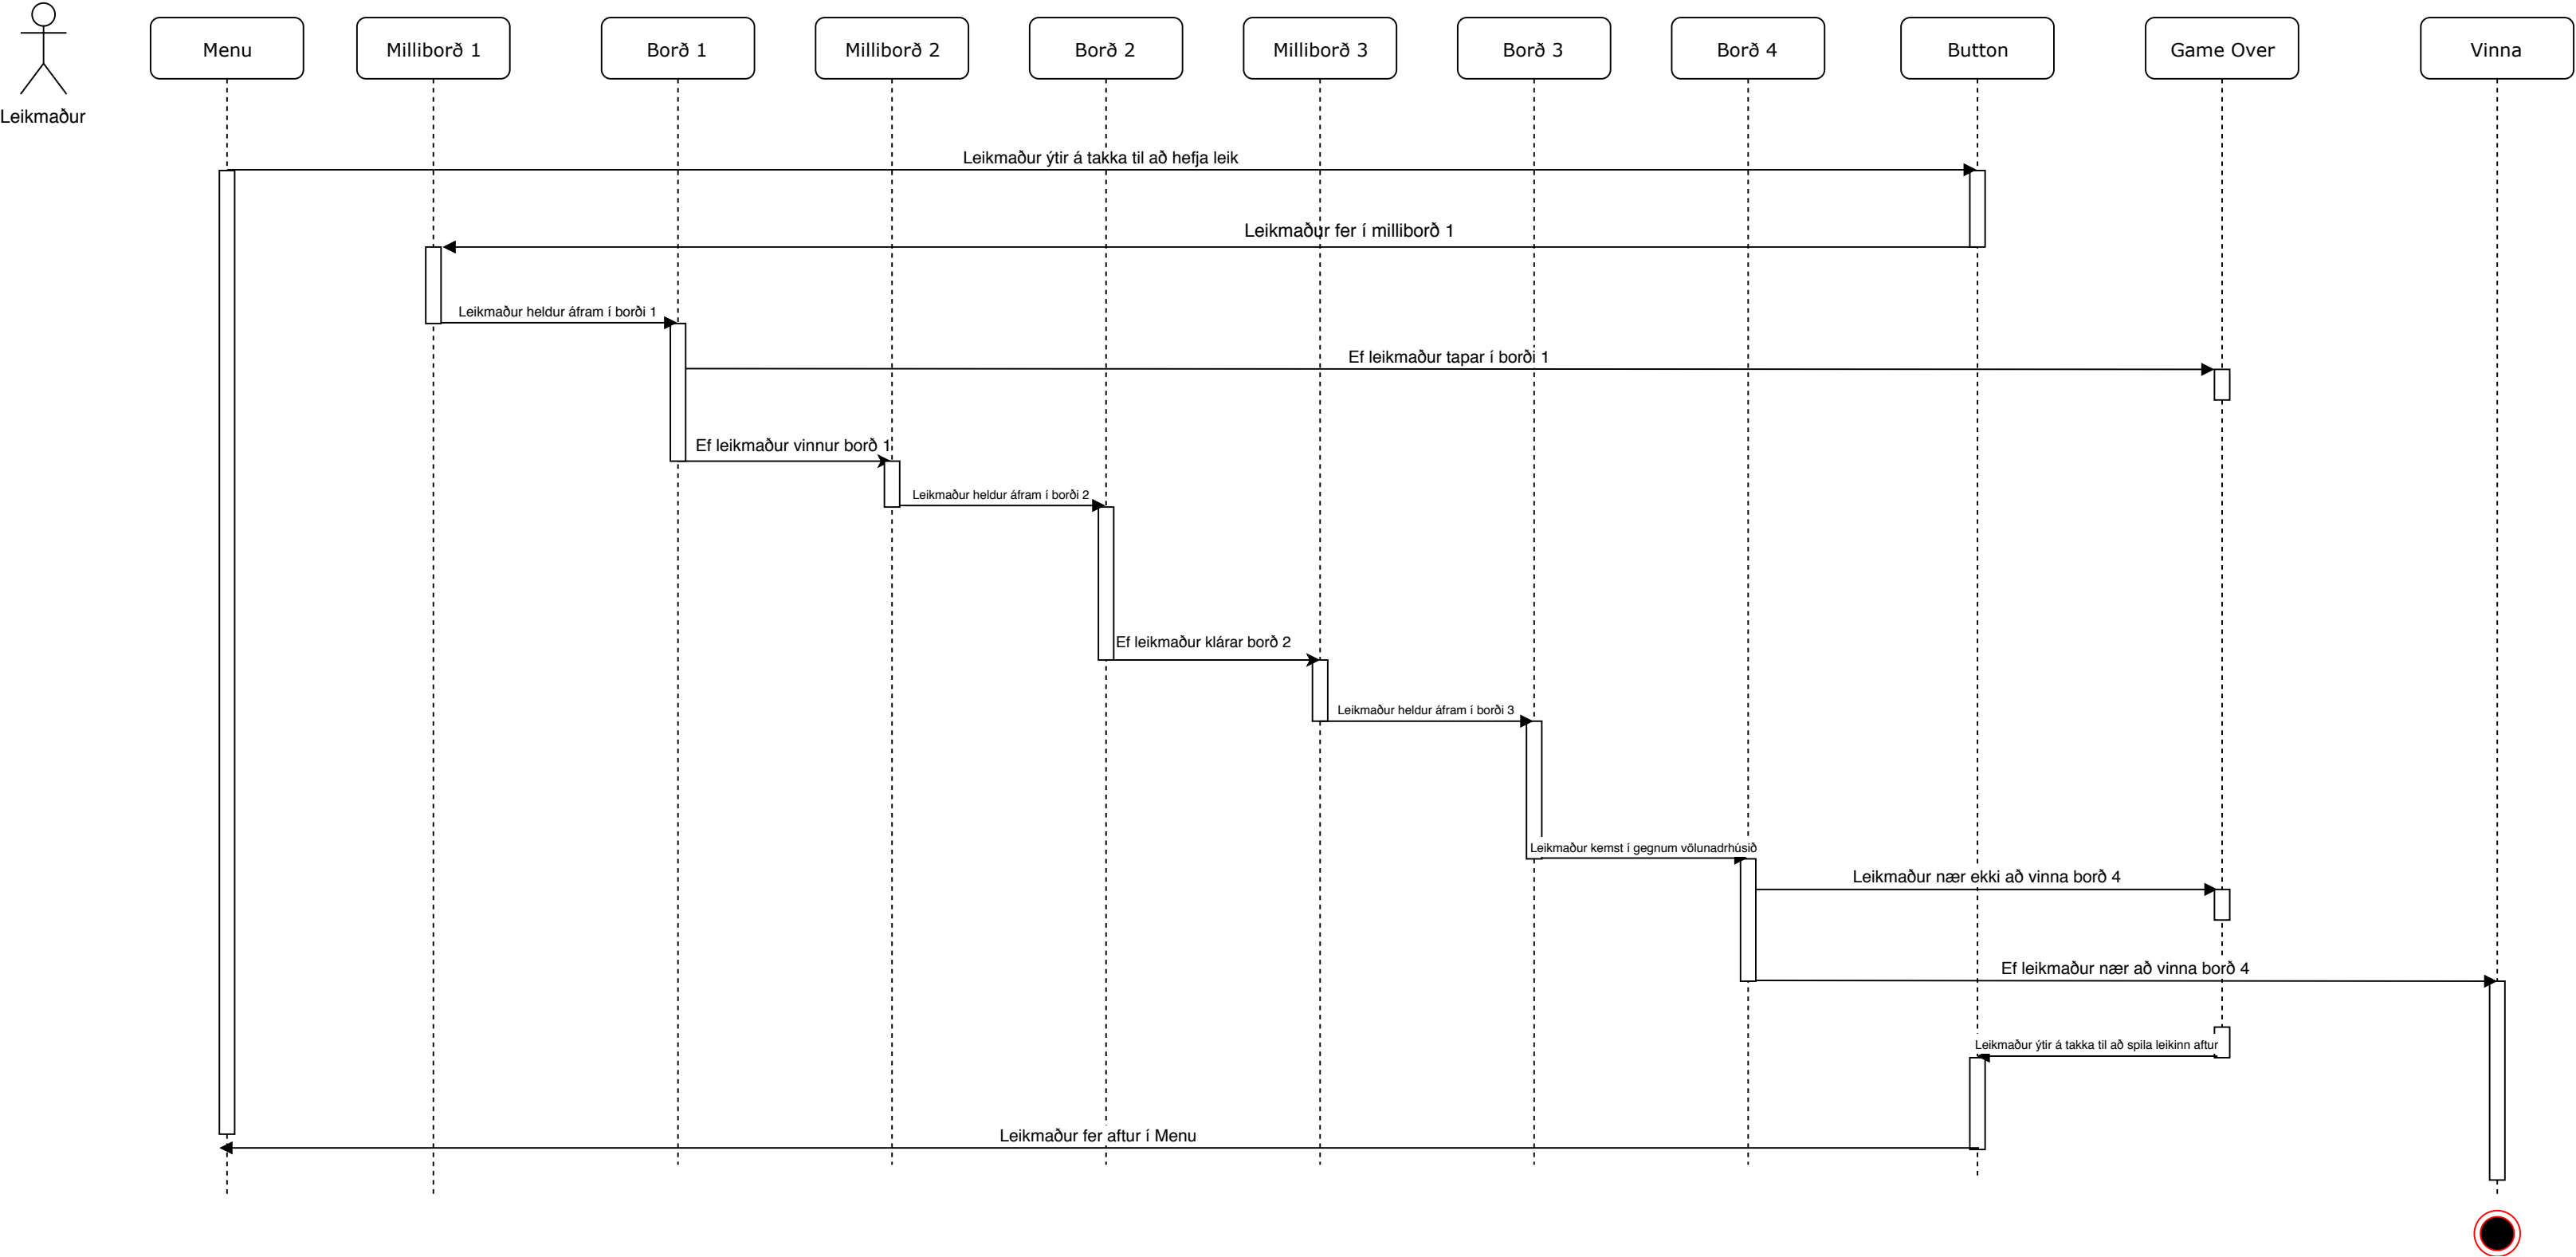 Menu
Milliborð 1
Borð 1
Milliborð 2
Borð 2
Milliborð 3
Borð 3
Borð 4
Button
Game Over
Vinna
Leikmaður
Leikmaður ýtir á takka til að hefja leik
Leikmaður fer í milliborð 1
Leikmaður heldur áfram í borði 1
Ef leikmaður tapar í borði 1
Ef leikmaður vinnur borð 1
Leikmaður heldur áfram í borði 2
Ef leikmaður klárar borð 2
Leikmaður heldur áfram í borði 3
Leikmaður kemst í gegnum völunadrhúsið
Leikmaður nær ekki að vinna borð 4
Ef leikmaður nær að vinna borð 4
Leikmaður ýtir á takka til að spila leikinn aftur
Leikmaður fer aftur í Menu